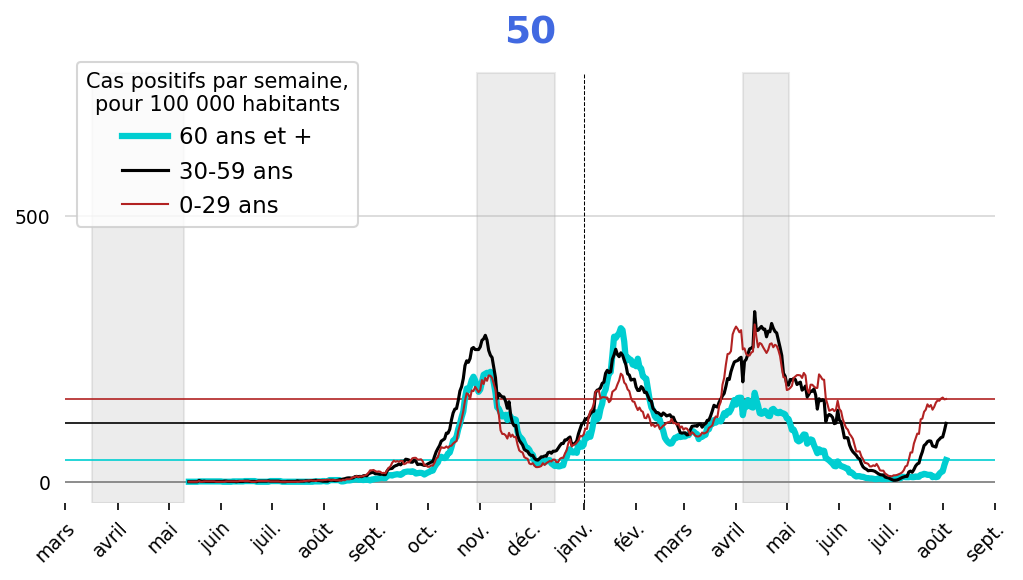 50
Cas positifs par semaine,
pour 100 000 habitants
60 ans et +
30-59 ans
0-29 ans
500
0
mars
avril
mai
juin
juil.
août
sept.
oct.
nov.
déc.
janv.
fév.
mars
avril
mai
juin
juil.
août
sept.